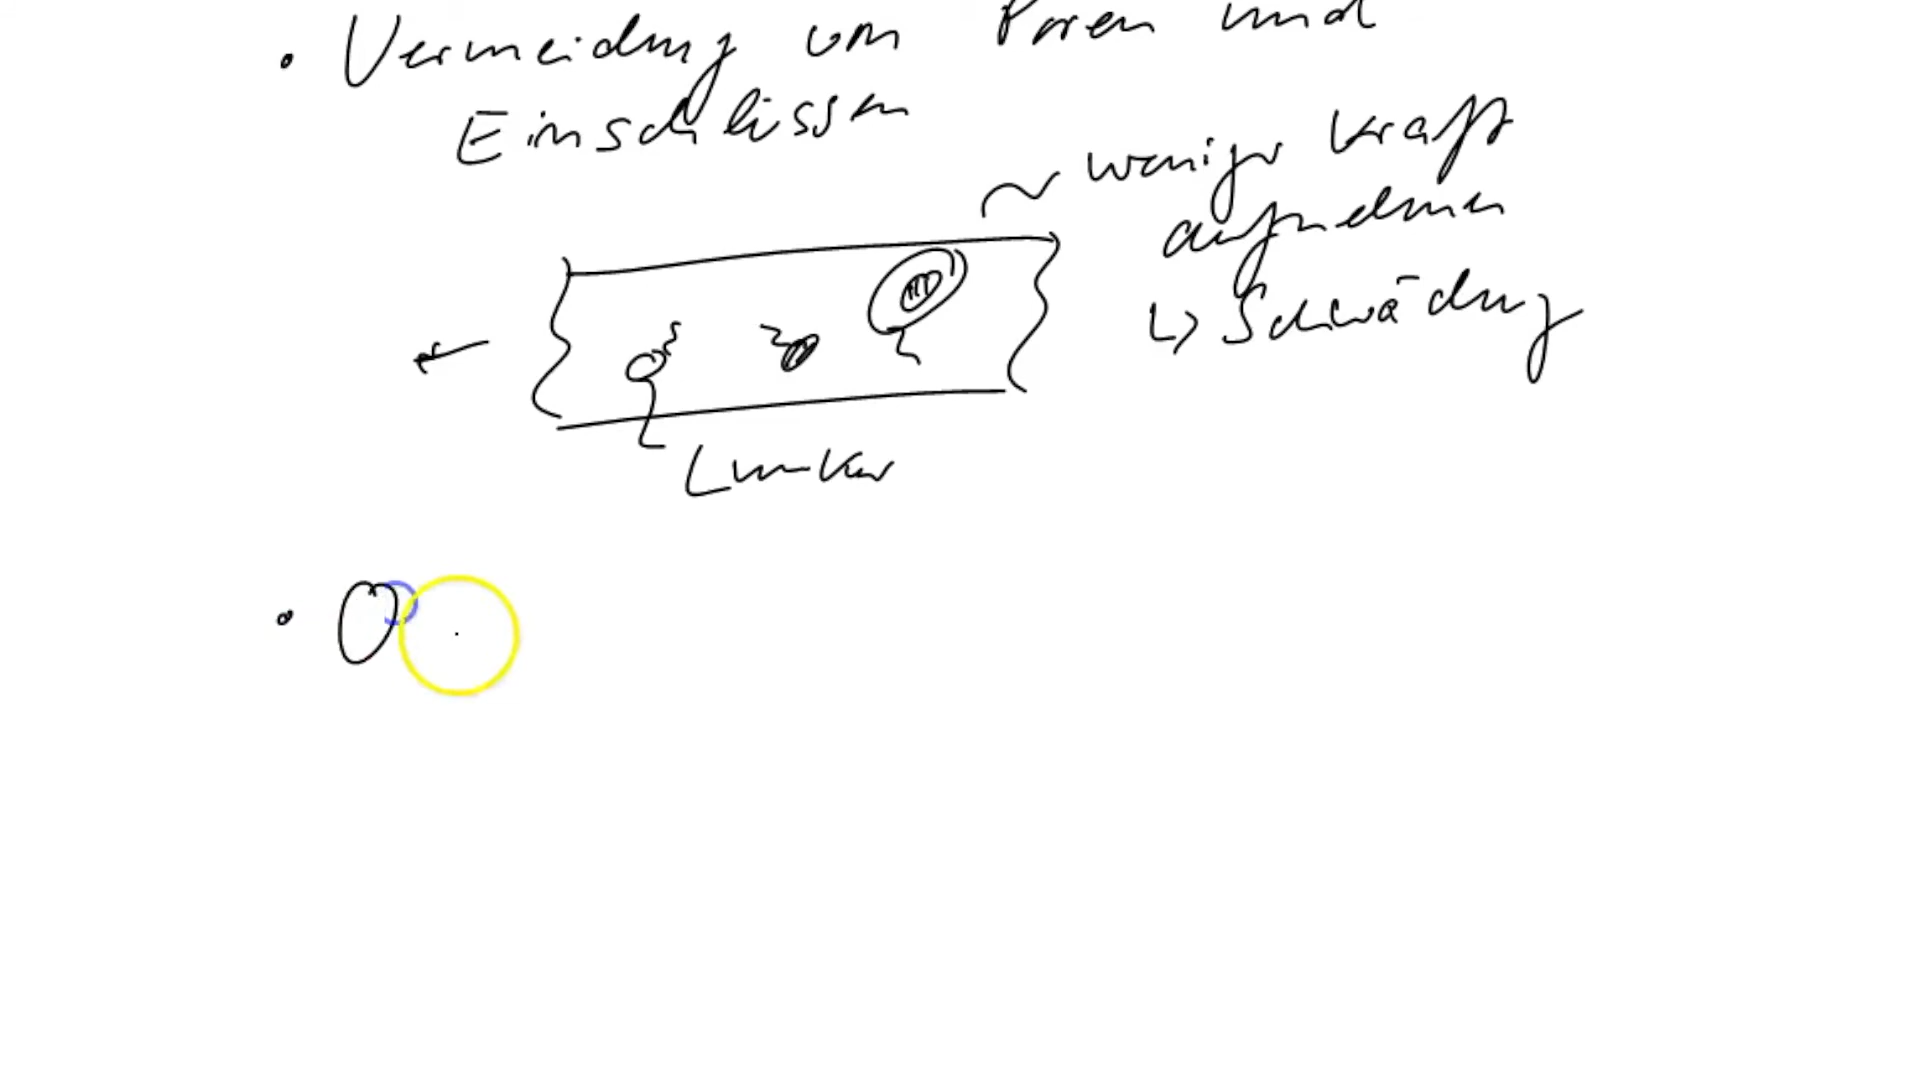 • Vermeidung von Poren und
Einschlüssen
weniger Kraft
aufnehmen
↳ Schwächung
Lunker
• O